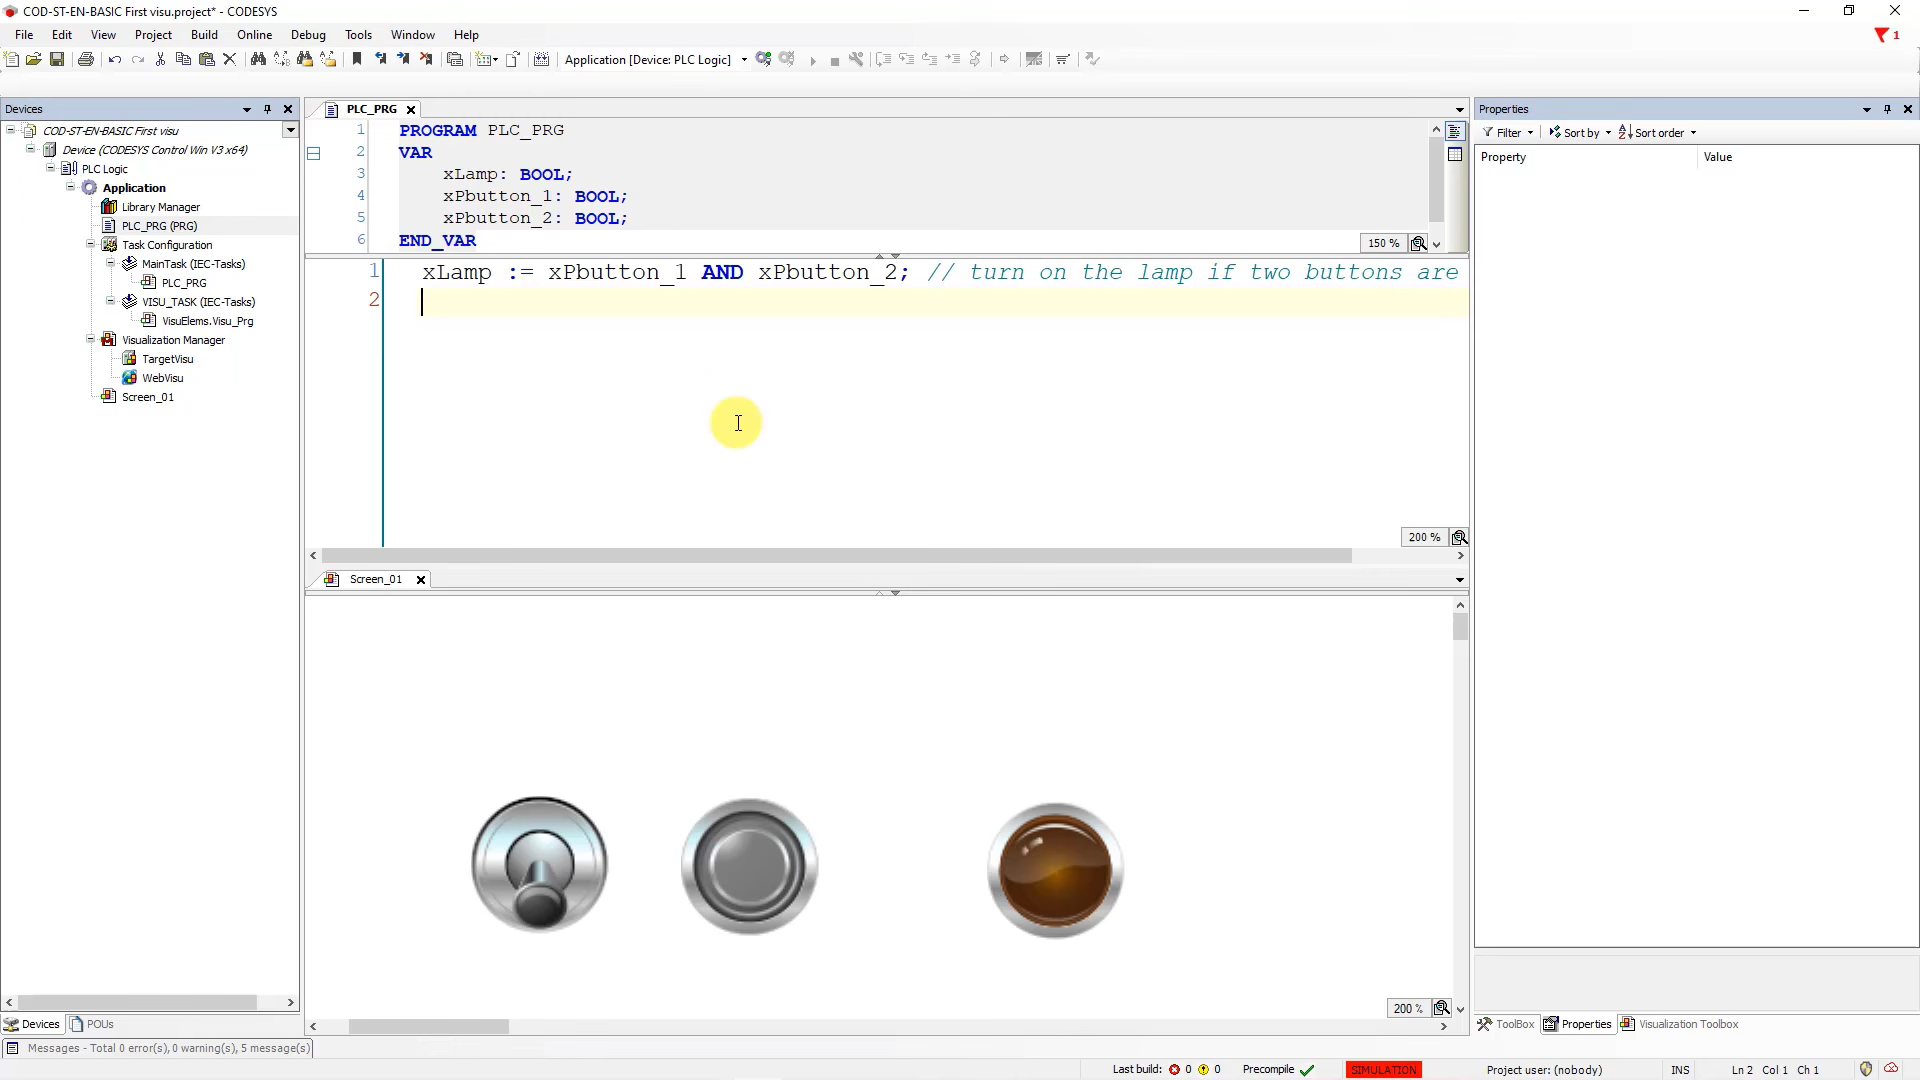 COD-ST-EN-BASIC First visu.project* - CODESYS
File Edit View Project Build Online Debug Tools Window Help
1
Application [Device: PLC Logic]
Devices
COD-ST-EN-BASIC First visu
Device (CODESYS Control Win V3 x64)
PLC Logic
Application
Library Manager
PLC_PRG (PRG)
Task Configuration
MainTask (IEC-Tasks)
PLC_PRG
VISU_TASK (IEC-Tasks)
VisuElems.Visu_Prg
Visualization Manager
TargetVisu
WebVisu
Screen_01
Devices POUs
PLC_PRG
1 PROGRAM PLC_PRG
2 VAR
3 xLamp: BOOL;
4 xPbutton_1: BOOL;
5 xPbutton_2: BOOL;
6 END_VAR
150 %
1 xLamp := xPbutton_1 AND xPbutton_2; // turn on the lamp if two buttons are
2
200 %
Screen_01
200 %
Properties
Filter Sort by Sort order
Property Value
ToolBox Properties Visualization Toolbox
Messages - Total 0 error(s), 0 warning(s), 5 message(s)
Last build: 0 0 Precompile SIMULATION Project user: (nobody) INS Ln 2 Col 1 Ch 1